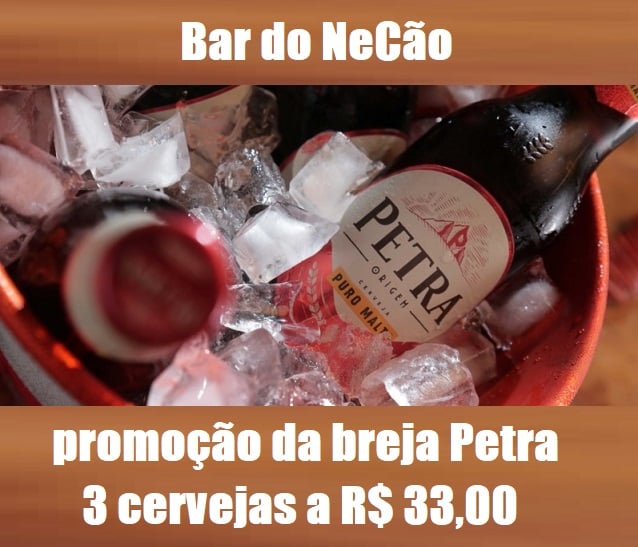 Bar do NeCão
PETRA
ORIGEM
CERVEJA
PURO MALTE
promoção da breja Petra
3 cervejas a R$ 33,00